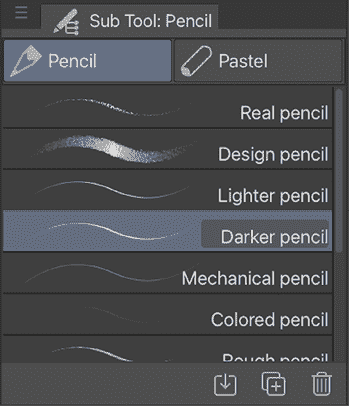 Sub Tool: Pencil
Pencil
Pastel
Real pencil
Design pencil
Lighter pencil
Darker pencil
Mechanical pencil
Colored pencil
Rough pencil